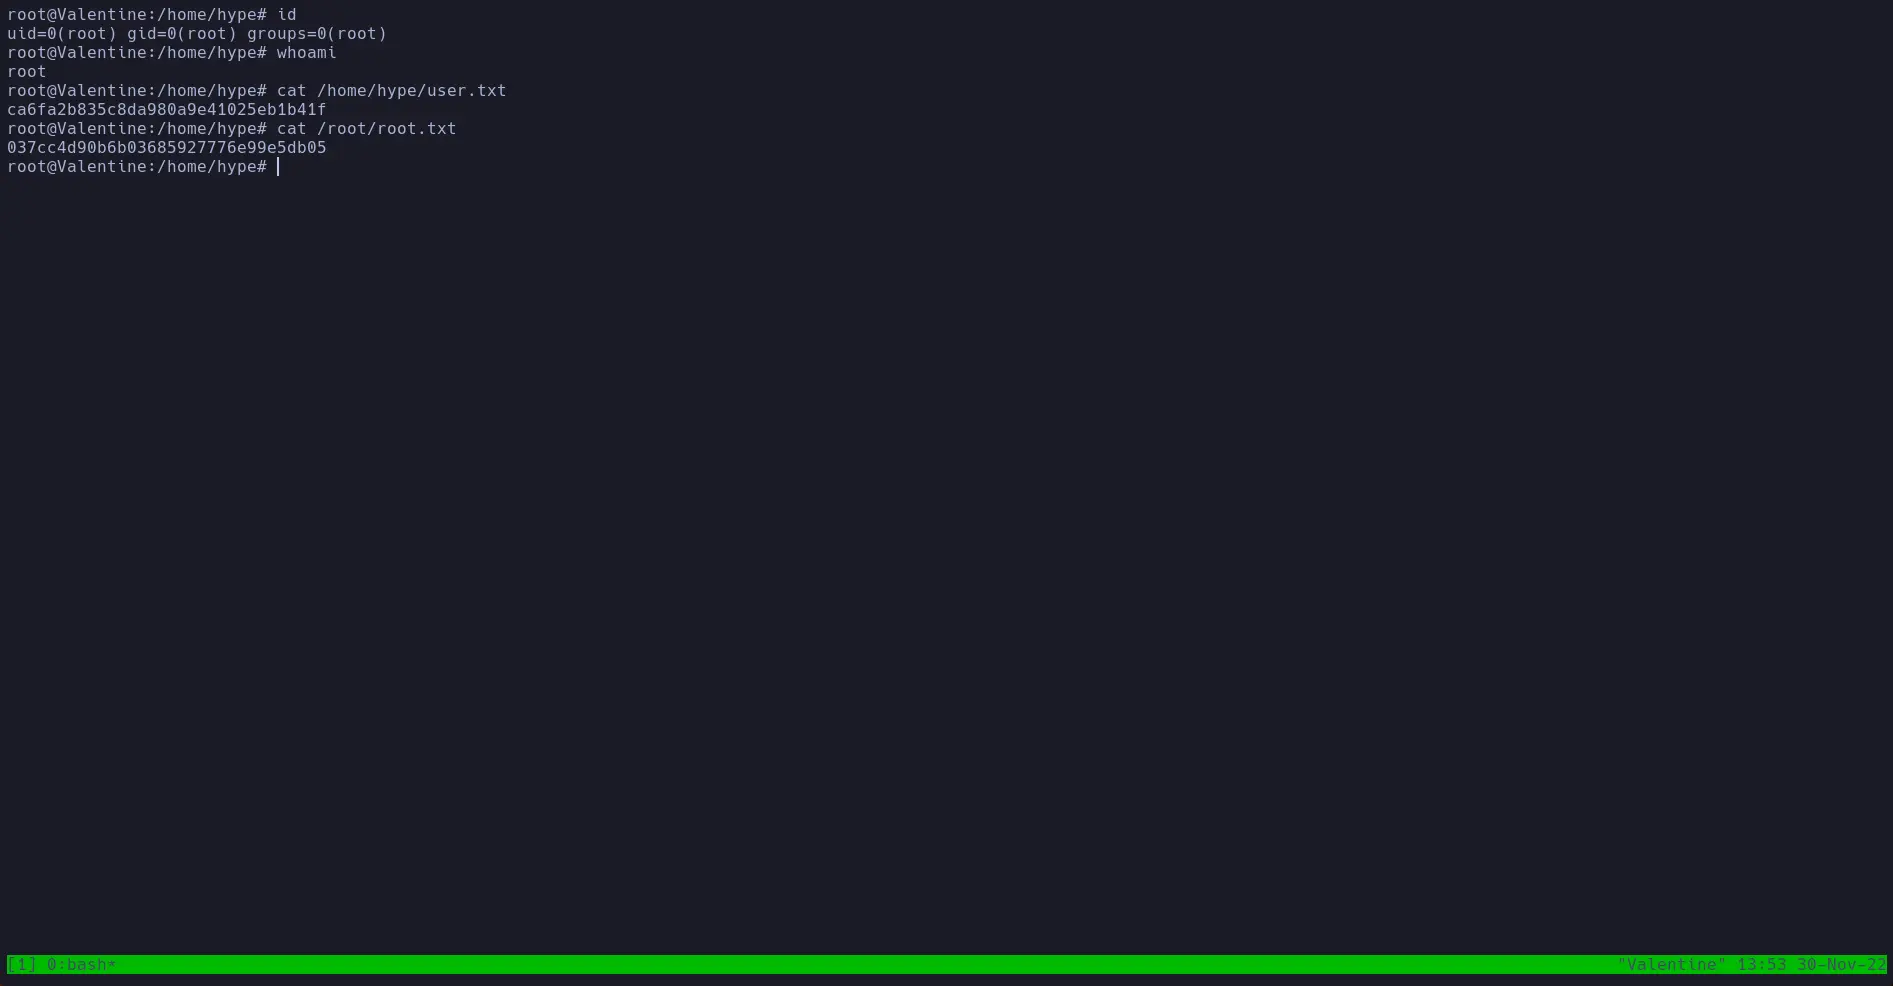 root@Valentine:/home/hype# id
uid=0(root) gid=0(root) groups=0(root)
root@Valentine:/home/hype# whoami
root
root@Valentine:/home/hype# cat /home/hype/user.txt
ca6fa2b835c8da980a9e41025eb1b41f
root@Valentine:/home/hype# cat /root/root.txt
037cc4d90b6b03685927776e99e5db05
root@Valentine:/home/hype#
[1] 0:bash* "Valentine" 13:53 30-Nov-22